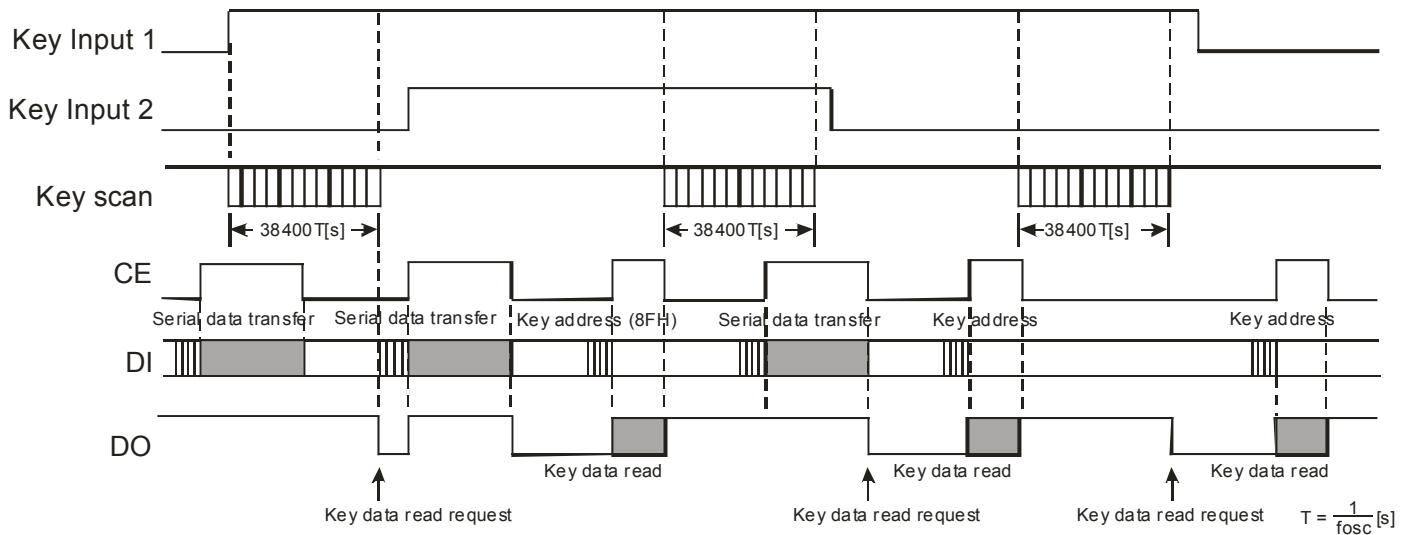 Key Input 1
Key Input 2
Key scan
38400T[s] 38400T[s] 38400T[s]
CE
Serial data transfer Serial data transfer Key address (8FH) Serial data transfer Key address Key address
DI
DO
Key data read Key data read Key data read
Key data read request Key data read request Key data read request T = 1/fosc [s]